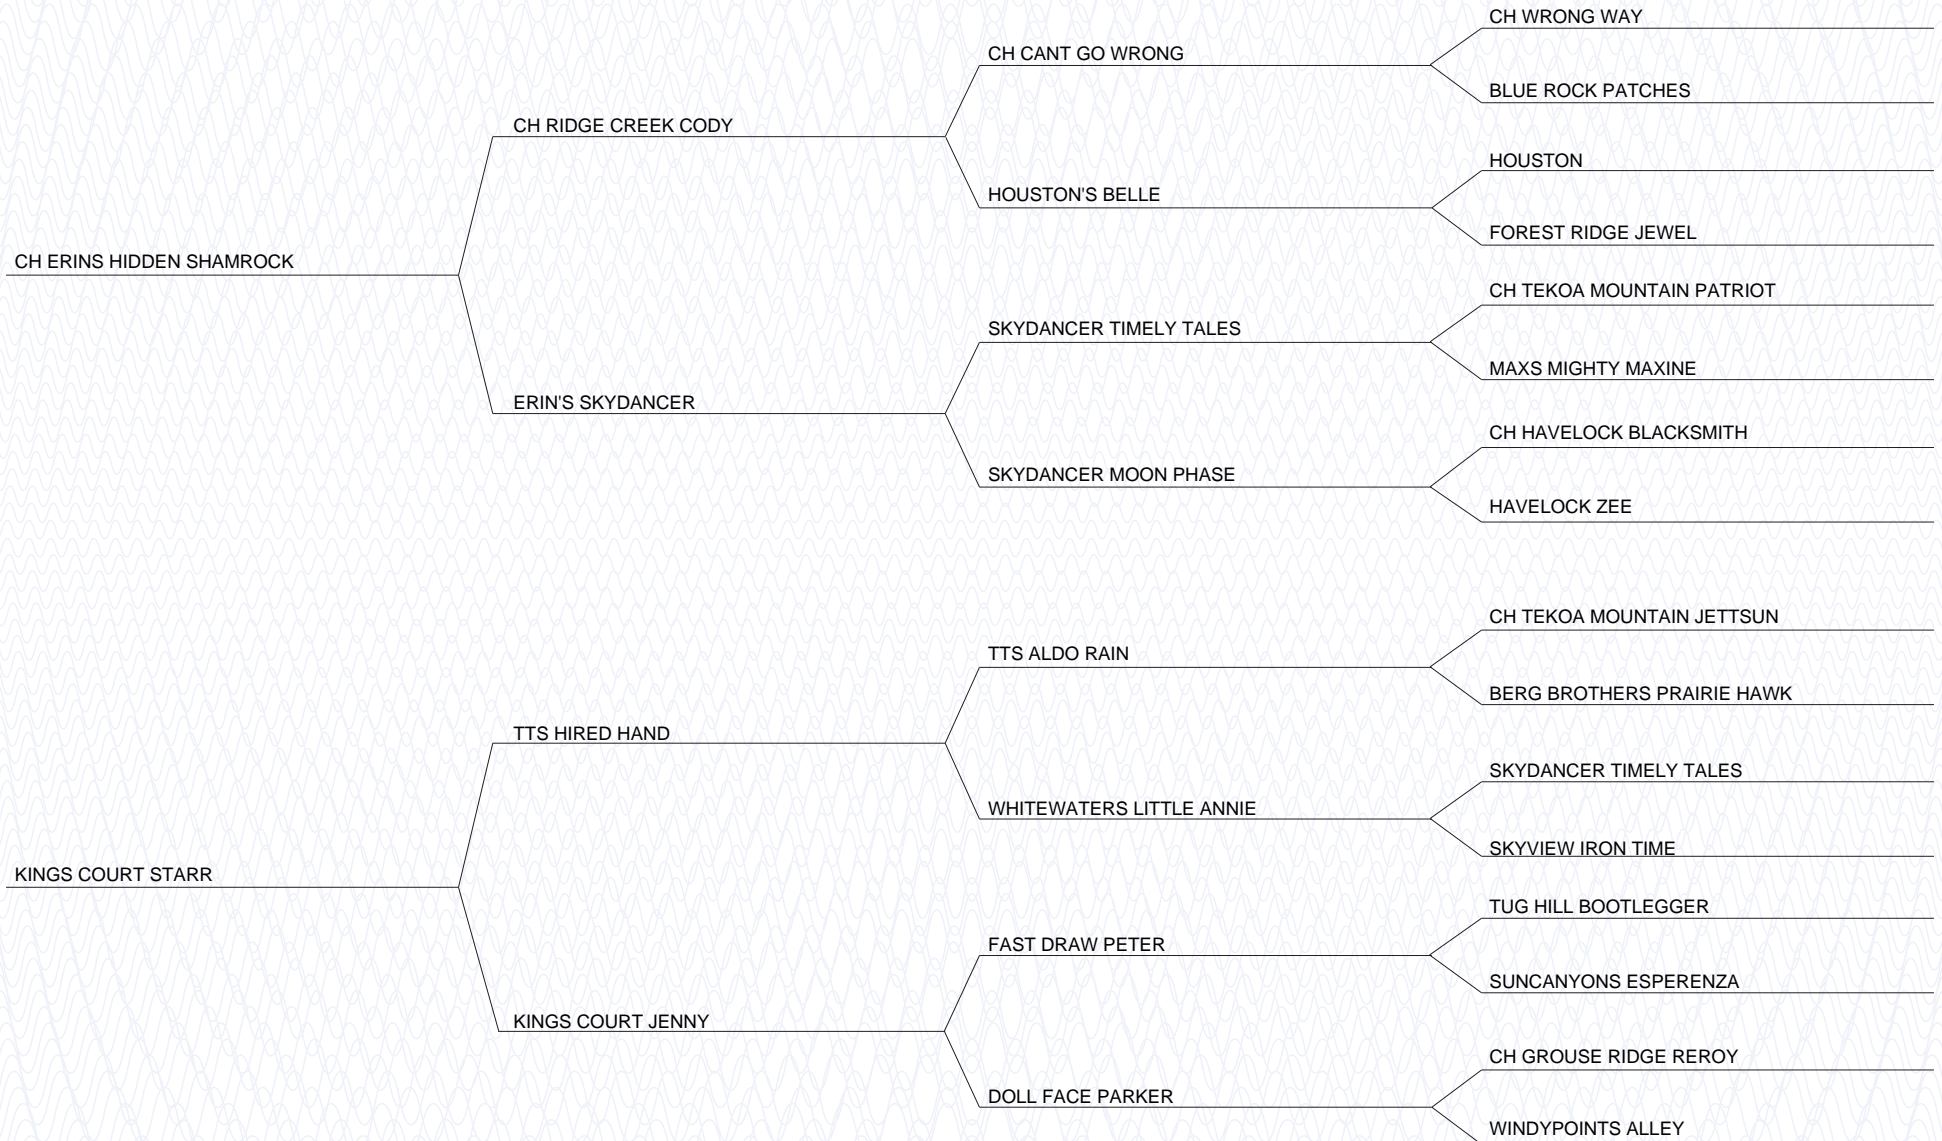 CH WRONG WAY
CH CANT GO WRONG
BLUE ROCK PATCHES
CH RIDGE CREEK CODY
HOUSTON
HOUSTON'S BELLE
FOREST RIDGE JEWEL
CH ERINS HIDDEN SHAMROCK
CH TEKOA MOUNTAIN PATRIOT
SKYDANCER TIMELY TALES
MAXS MIGHTY MAXINE
ERIN'S SKYDANCER
CH HAVELOCK BLACKSMITH
SKYDANCER MOON PHASE
HAVELOCK ZEE
CH TEKOA MOUNTAIN JETTSUN
TTS ALDO RAIN
BERG BROTHERS PRAIRIE HAWK
TTS HIRED HAND
SKYDANCER TIMELY TALES
WHITEWATERS LITTLE ANNIE
SKYVIEW IRON TIME
KINGS COURT STARR
TUG HILL BOOTLEGGER
FAST DRAW PETER
SUNCANYONS ESPERENZA
KINGS COURT JENNY
CH GROUSE RIDGE REROY
DOLL FACE PARKER
WINDYPOINTS ALLEY